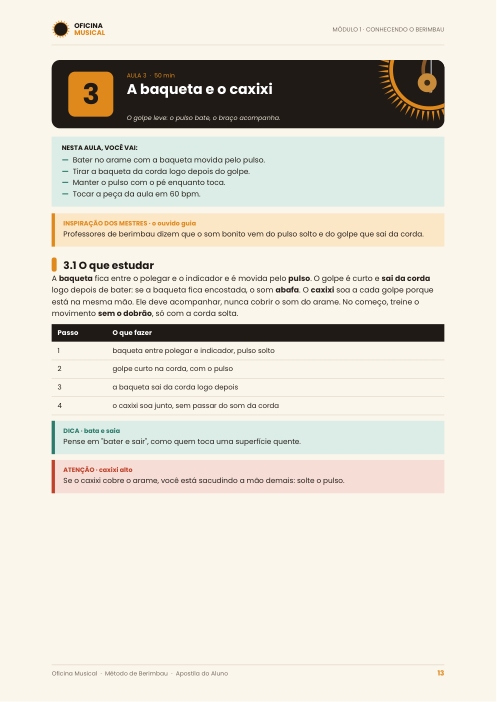 OFICINA
MUSICAL
MÓDULO 1 · CONHECENDO O BERIMBAU
3
AULA 3 · 50 min
A baqueta e o caxixi
O golpe leve: o pulso bate, o braço acompanha.
NESTA AULA, VOCÊ VAI:
— Bater no arame com a baqueta movida pelo pulso.
— Tirar a baqueta da corda logo depois do golpe.
— Manter o pulso com o pé enquanto toca.
— Tocar a peça da aula em 60 bpm.
INSPIRAÇÃO DOS MESTRES · o ouvido guia
Professores de berimbau dizem que o som bonito vem do pulso solto e do golpe que sai da corda.
3.1 O que estudar
A baqueta fica entre o polegar e o indicador e é movida pelo pulso. O golpe é curto e sai da corda
logo depois de bater: se a baqueta fica encostada, o som abafa. O caxixi soa a cada golpe porque
está na mesma mão. Ele deve acompanhar, nunca cobrir o som do arame. No começo, treine o
movimento sem o dobrão, só com a corda solta.
Passo O que fazer
1 baqueta entre polegar e indicador, pulso solto
2 golpe curto na corda, com o pulso
3 a baqueta sai da corda logo depois
4 o caxixi soa junto, sem passar do som da corda
DICA · bata e saia
Pense em "bater e sair", como quem toca uma superfície quente.
ATENÇÃO · caxixi alto
Se o caxixi cobre o arame, você está sacudindo a mão demais: solte o pulso.
Oficina Musical · Método de Berimbau · Apostila do Aluno
13